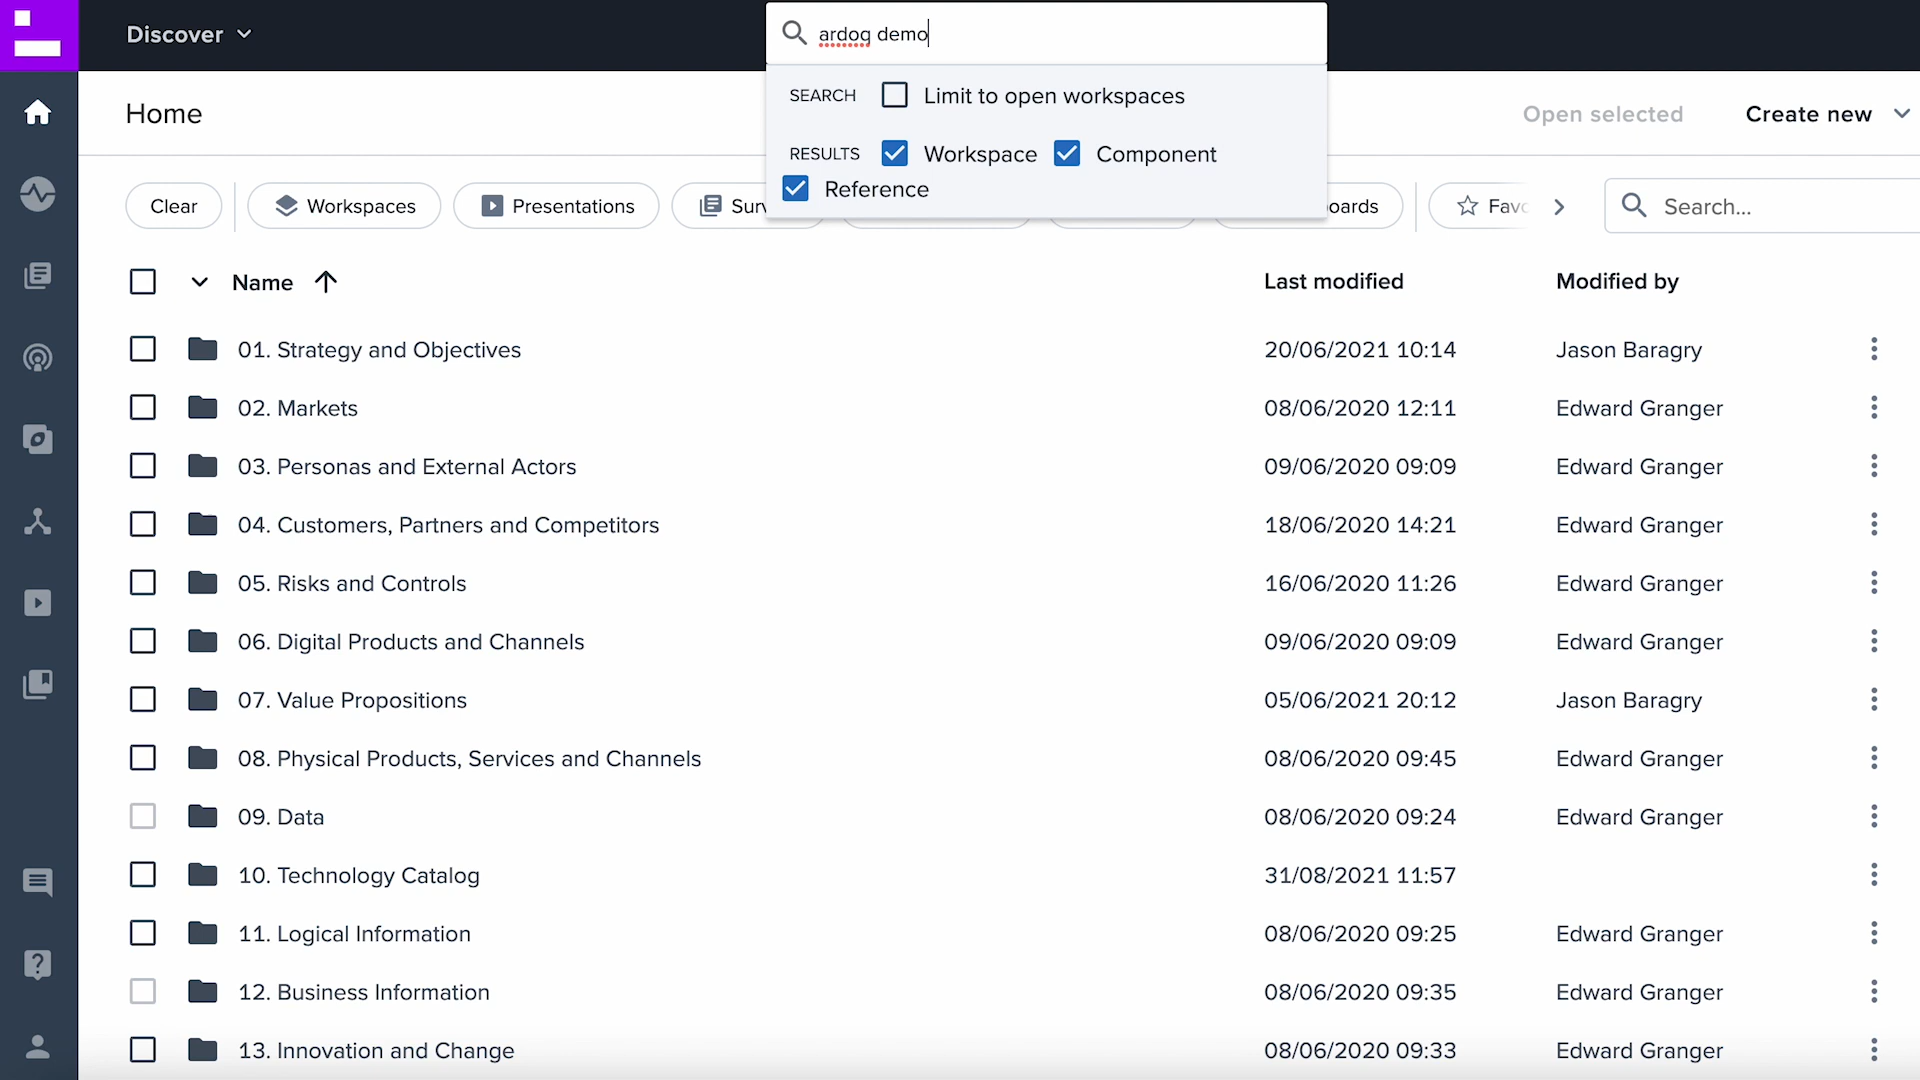 Discover
ardoq demo
SEARCH Limit to open workspaces
RESULTS Workspace Component
Reference
Home
Open selected
Create new
Clear
Workspaces
Presentations
Search...
Name
Last modified
Modified by
01. Strategy and Objectives 20/06/2021 10:14 Jason Baragry
02. Markets 08/06/2020 12:11 Edward Granger
03. Personas and External Actors 09/06/2020 09:09 Edward Granger
04. Customers, Partners and Competitors 18/06/2020 14:21 Edward Granger
05. Risks and Controls 16/06/2020 11:26 Edward Granger
06. Digital Products and Channels 09/06/2020 09:09 Edward Granger
07. Value Propositions 05/06/2021 20:12 Jason Baragry
08. Physical Products, Services and Channels 08/06/2020 09:45 Edward Granger
09. Data 08/06/2020 09:24 Edward Granger
10. Technology Catalog 31/08/2021 11:57
11. Logical Information 08/06/2020 09:25 Edward Granger
12. Business Information 08/06/2020 09:35 Edward Granger
13. Innovation and Change 08/06/2020 09:33 Edward Granger